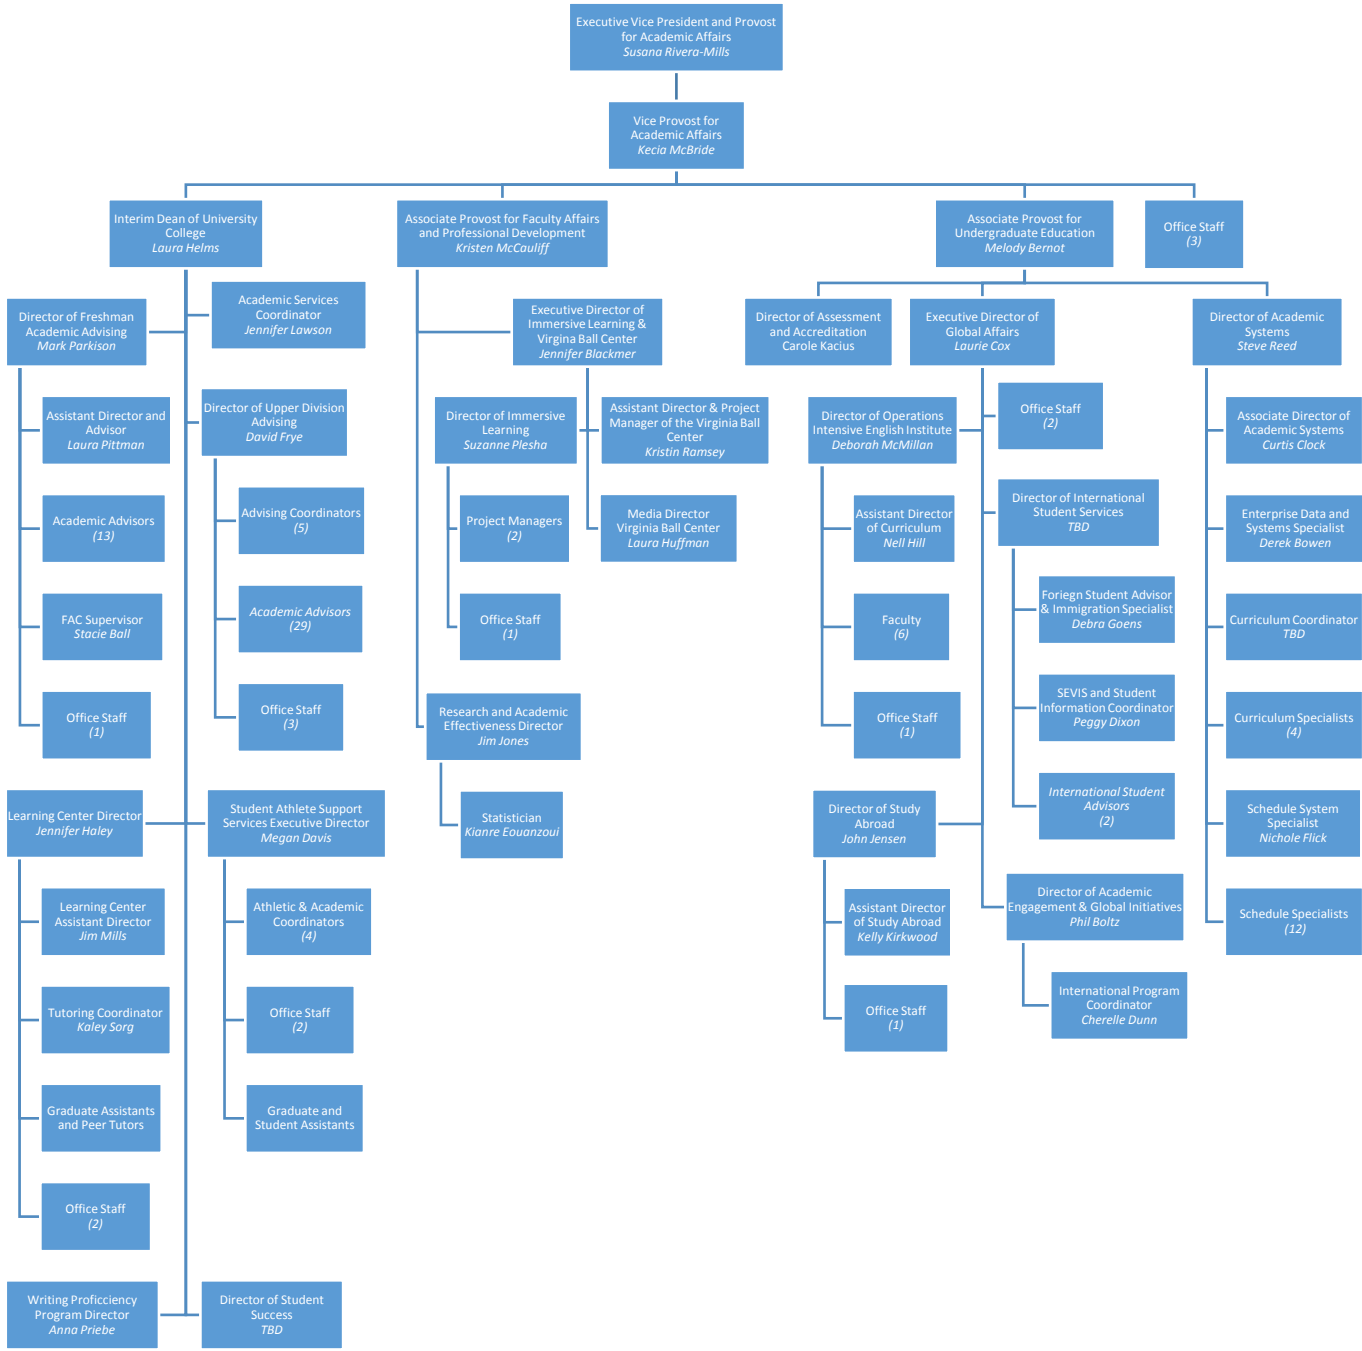 Executive Vice President and Provost
for Academic Affairs
Susana Rivera-Mills
Vice Provost for
Academic Affairs
Kecia McBride
Interim Dean of University
College
Laura Helms
Associate Provost for Faculty Affairs
and Professional Development
Kristen McCauliff
Associate Provost for
Undergraduate Education
Melody Bernot
Office Staff
(3)
Director of Freshman
Academic Advising
Mark Parkison
Academic Services
Coordinator
Jennifer Lawson
Executive Director of
Immersive Learning &
Virgina Ball Center
Jennifer Blackmer
Director of Assessment
and Accreditation
Carole Kacius
Executive Director of
Global Affairs
Laurie Cox
Director of Academic
Systems
Steve Reed
Assistant Director and
Advisor
Laura Pittman
Director of Upper Division
Advising
David Frye
Director of Immersive
Learning
Suzanne Plesha
Assistant Director & Project
Manager of the Virginia Ball
Center
Kristin Ramsey
Director of Operations
Intensive English Institute
Deborah McMillan
Office Staff
(2)
Associate Director of
Academic Systems
Curtis Clock
Academic Advisors
(13)
Advising Coordinators
(5)
Project Managers
(2)
Media Director
Virginia Ball Center
Laura Huffman
Assistant Director
of Curriculum
Nell Hill
Director of International
Student Services
TBD
Enterprise Data and
Systems Specialist
Derek Bowen
FAC Supervisor
Stacie Ball
Academic Advisors
(29)
Office Staff
(1)
Faculty
(6)
Foriegn Student Advisor
& Immigration Specialist
Debra Goens
Curriculum Coordinator
TBD
Office Staff
(1)
Office Staff
(3)
Research and Academic
Effectiveness Director
Jim Jones
Office Staff
(1)
SEVIS and Student
Information Coordinator
Peggy Dixon
Curriculum Specialists
(4)
Learning Center Director
Jennifer Haley
Student Athlete Support
Services Executive Director
Megan Davis
Statistician
Kianre Eouanzoui
Director of Study
Abroad
John Jensen
International Student
Advisors
(2)
Schedule System
Specialist
Nichole Flick
Learning Center
Assistant Director
Jim Mills
Athletic & Academic
Coordinators
(4)
Assistant Director
of Study Abroad
Kelly Kirkwood
Director of Academic
Engagement & Global Initiatives
Phil Boltz
Schedule Specialists
(12)
Tutoring Coordinator
Kaley Sorg
Office Staff
(2)
Office Staff
(1)
International Program
Coordinator
Cherelle Dunn
Graduate Assistants
and Peer Tutors
Graduate and
Student Assistants
Office Staff
(2)
Writing Proficciency
Program Director
Anna Priebe
Director of Student
Success
TBD